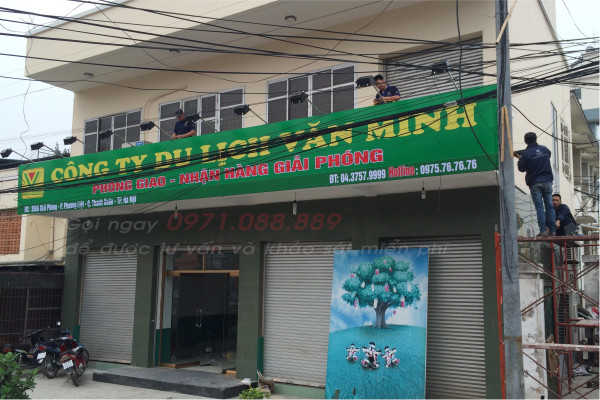 CÔNG TY DU LỊCH VĂN MINH
PHÒNG GIAO - NHẬN HÀNG GIẢI PHÓNG
ĐT: 04.3757.9999 Hotline : 0975.76.76.76
Gọi ngay 0971.088.889
để được tư vấn và khảo sát miễn phí